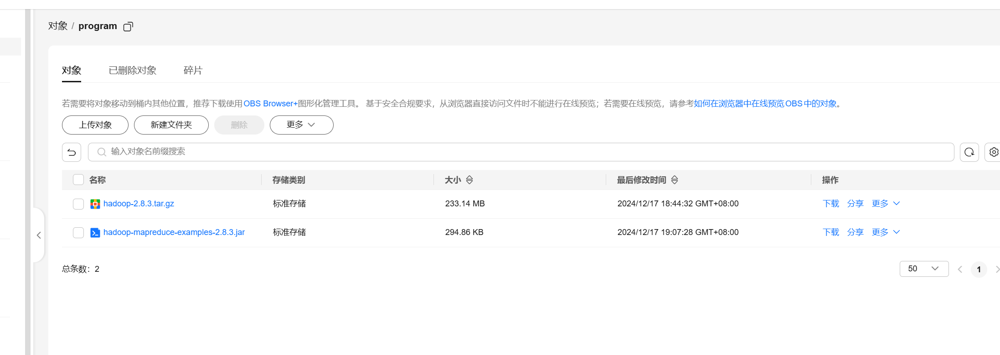 对象 / program
对象 已删除对象 碎片
若需要将对象移动到桶内其他位置，推荐下载使用OBS Browser+图形化管理工具。 基于安全合规要求，从浏览器直接访问文件时不能进行在线预览；若需要在线预览，请参考如何在浏览器中在线预览OBS中的对象。
上传对象 新建文件夹 删除 更多
输入对象名前缀搜索
名称 存储类别 大小 最后修改时间 操作
hadoop-2.8.3.tar.gz 标准存储 233.14 MB 2024/12/17 18:44:32 GMT+08:00 下载 分享 更多
hadoop-mapreduce-examples-2.8.3.jar 标准存储 294.86 KB 2024/12/17 19:07:28 GMT+08:00 下载 分享 更多
总条数：2 50 1